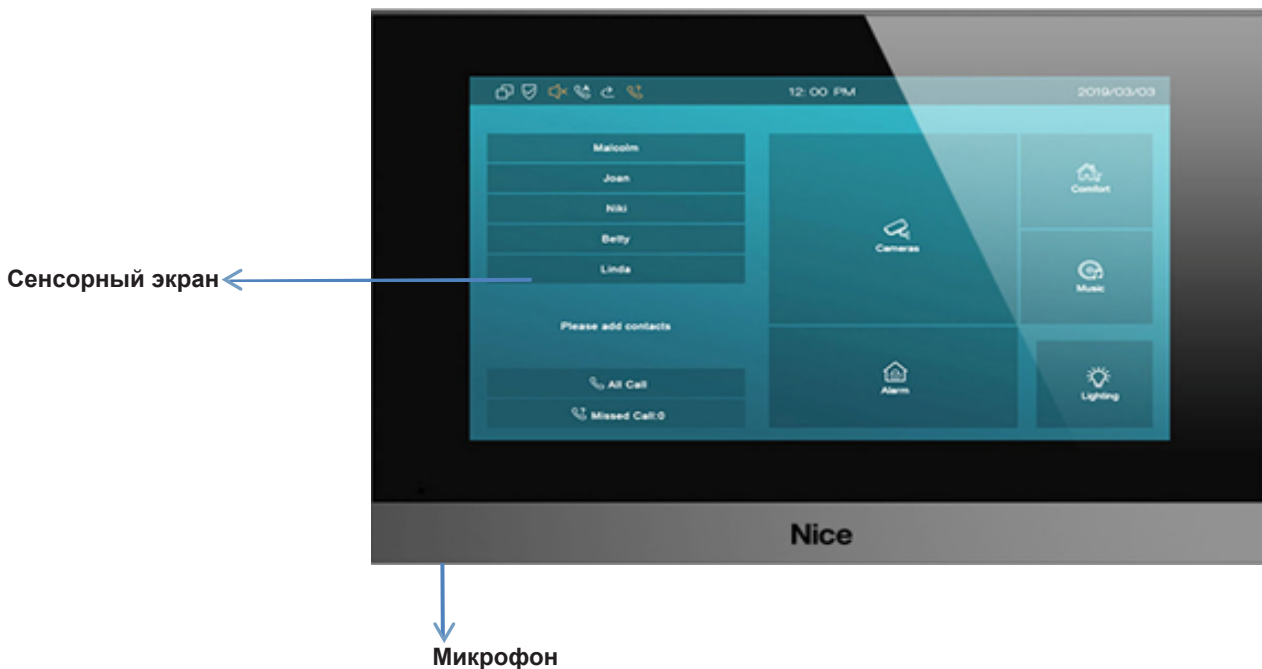 12:00 PM
2019/03/03
Malcolm
Joan
Niki
Betty
Linda
Please add contacts
All Call
Missed Call:0
Cameras
Alarm
Comfort
Music
Lighting
Сенсорный экран
Nice
Микрофон